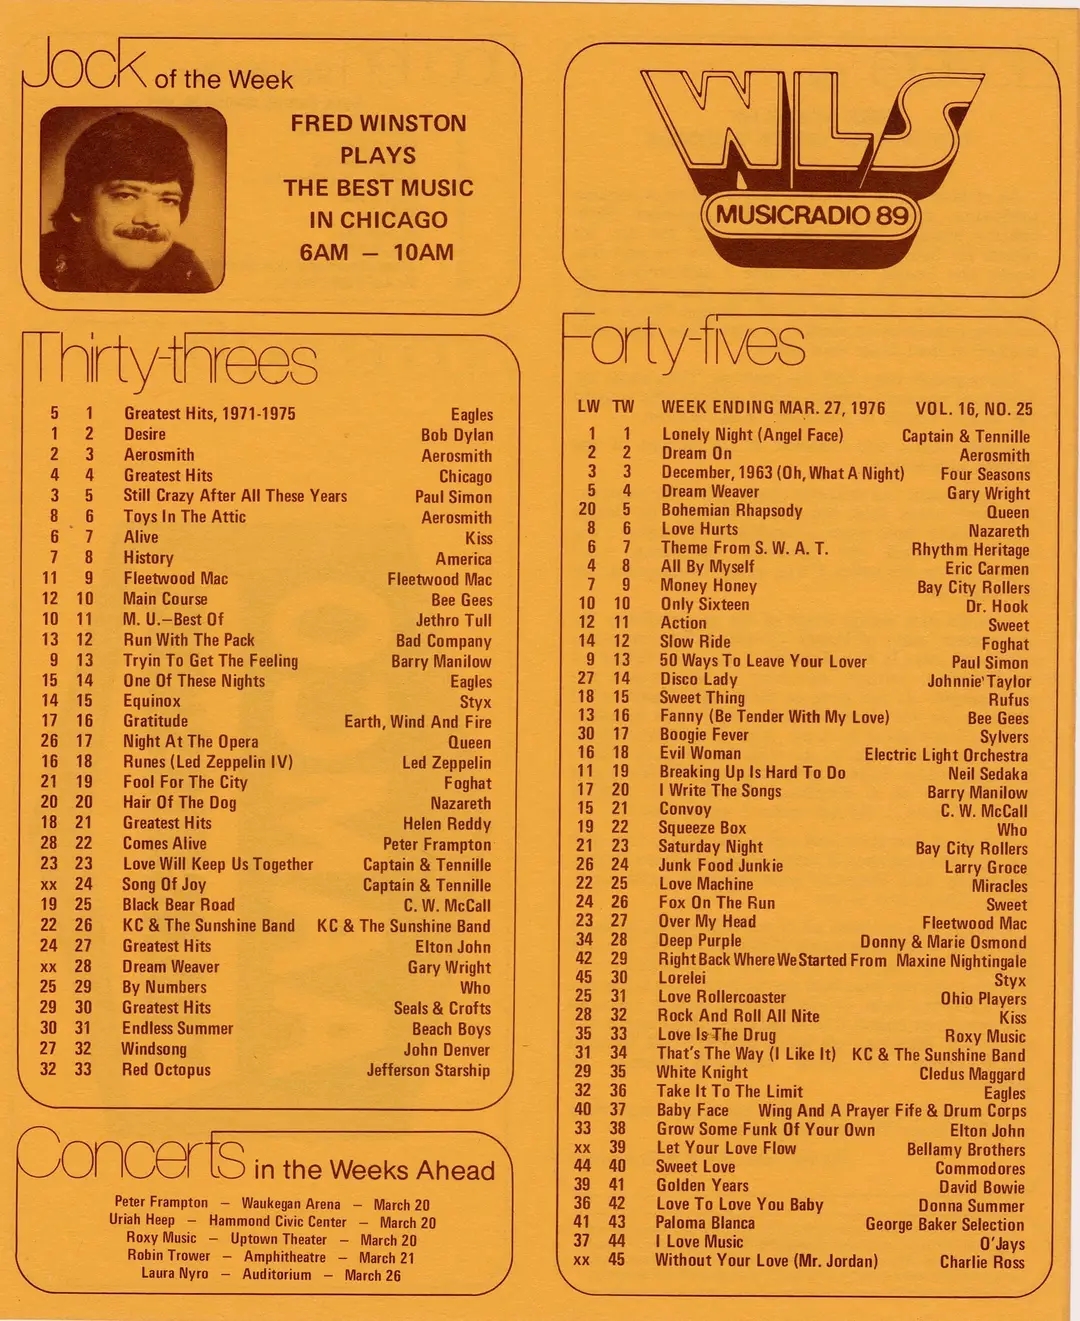 Jock of the Week
FRED WINSTON
PLAYS
THE BEST MUSIC
IN CHICAGO
6AM — 10AM
WLS
MUSICRADIO 89
Thirty-threes
5 1 Greatest Hits, 1971-1975 Eagles
1 2 Desire Bob Dylan
2 3 Aerosmith Aerosmith
4 4 Greatest Hits Chicago
3 5 Still Crazy After All These Years Paul Simon
8 6 Toys In The Attic Aerosmith
6 7 Alive Kiss
7 8 History America
11 9 Fleetwood Mac Fleetwood Mac
12 10 Main Course Bee Gees
10 11 M. U.—Best Of Jethro Tull
13 12 Run With The Pack Bad Company
9 13 Tryin To Get The Feeling Barry Manilow
15 14 One Of These Nights Eagles
14 15 Equinox Styx
17 16 Gratitude Earth, Wind And Fire
26 17 Night At The Opera Queen
16 18 Runes (Led Zeppelin IV) Led Zeppelin
21 19 Fool For The City Foghat
20 20 Hair Of The Dog Nazareth
18 21 Greatest Hits Helen Reddy
28 22 Comes Alive Peter Frampton
23 23 Love Will Keep Us Together Captain & Tennille
xx 24 Song Of Joy Captain & Tennille
19 25 Black Bear Road C. W. McCall
22 26 KC & The Sunshine Band KC & The Sunshine Band
24 27 Greatest Hits Elton John
xx 28 Dream Weaver Gary Wright
25 29 By Numbers Who
29 30 Greatest Hits Seals & Crofts
30 31 Endless Summer Beach Boys
27 32 Windsong John Denver
32 33 Red Octopus Jefferson Starship
Concerts in the Weeks Ahead
Peter Frampton — Waukegan Arena — March 20
Uriah Heep — Hammond Civic Center — March 20
Roxy Music — Uptown Theater — March 20
Robin Trower — Amphitheatre — March 21
Laura Nyro — Auditorium — March 26
Forty-fives
LW TW WEEK ENDING MAR. 27, 1976 VOL. 16, NO. 25
1 1 Lonely Night (Angel Face) Captain & Tennille
2 2 Dream On Aerosmith
3 3 December, 1963 (Oh, What A Night) Four Seasons
5 4 Dream Weaver Gary Wright
20 5 Bohemian Rhapsody Queen
8 6 Love Hurts Nazareth
6 7 Theme From S. W. A. T. Rhythm Heritage
4 8 All By Myself Eric Carmen
7 9 Money Honey Bay City Rollers
10 10 Only Sixteen Dr. Hook
12 11 Action Sweet
14 12 Slow Ride Foghat
9 13 50 Ways To Leave Your Lover Paul Simon
27 14 Disco Lady Johnnie Taylor
18 15 Sweet Thing Rufus
13 16 Fanny (Be Tender With My Love) Bee Gees
30 17 Boogie Fever Sylvers
16 18 Evil Woman Electric Light Orchestra
11 19 Breaking Up Is Hard To Do Neil Sedaka
17 20 I Write The Songs Barry Manilow
15 21 Convoy C. W. McCall
19 22 Squeeze Box Who
21 23 Saturday Night Bay City Rollers
26 24 Junk Food Junkie Larry Groce
22 25 Love Machine Miracles
24 26 Fox On The Run Sweet
23 27 Over My Head Fleetwood Mac
34 28 Deep Purple Donny & Marie Osmond
42 29 Right Back Where We Started From Maxine Nightingale
45 30 Lorelei Styx
25 31 Love Rollercoaster Ohio Players
28 32 Rock And Roll All Nite Kiss
35 33 Love Is The Drug Roxy Music
31 34 That's The Way (I Like It) KC & The Sunshine Band
29 35 White Knight Cledus Maggard
32 36 Take It To The Limit Eagles
40 37 Baby Face Wing And A Prayer Fife & Drum Corps
33 38 Grow Some Funk Of Your Own Elton John
xx 39 Let Your Love Flow Bellamy Brothers
44 40 Sweet Love Commodores
39 41 Golden Years David Bowie
36 42 Love To Love You Baby Donna Summer
41 43 Paloma Blanca George Baker Selection
37 44 I Love Music O'Jays
xx 45 Without Your Love (Mr. Jordan) Charlie Ross